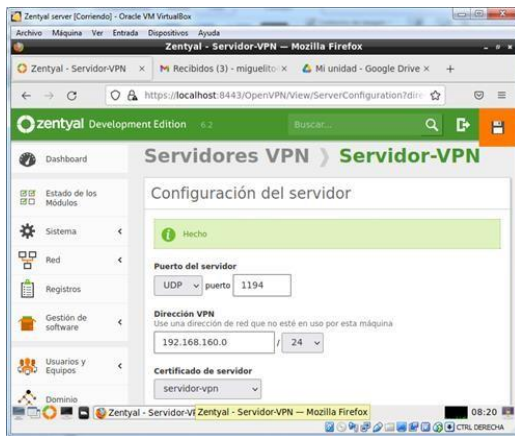 Zentyal server [Corriendo] - Oracle VM VirtualBox
Archivo Máquina Ver Entrada Dispositivos Ayuda
Zentyal - Servidor-VPN — Mozilla Firefox
Zentyal - Servidor-VPN × Recibidos (3) - miguelito × Mi unidad - Google Drive × +
https://localhost:8443/OpenVPN/View/ServerConfiguration?dire
zentyal Development Edition 6.2 Buscar...
Dashboard
Estado de los Módulos
Sistema
Red
Registros
Gestión de software
Usuarios y Equipos
Dominio
Servidores VPN Servidor-VPN
Configuración del servidor
Hecho
Puerto del servidor
UDP puerto 1194
Dirección VPN
Use una dirección de red que no esté en uso por esta máquina
192.168.160.0 / 24
Certificado de servidor
servidor-vpn
Zentyal - Servidor-VP Zentyal - Servidor-VPN — Mozilla Firefox 08:20
CTRL DERECHA